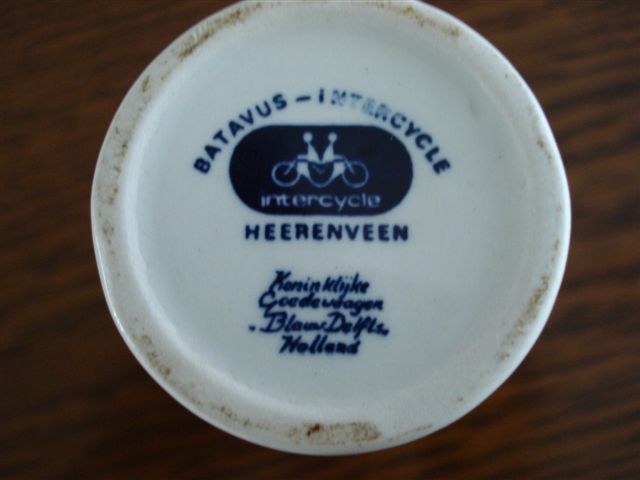 BATAVUS – INTERCYCLE
intercycle
HEERENVEEN
Koninklijke
Goedewaagen
„Blauw Delfts„
Holland